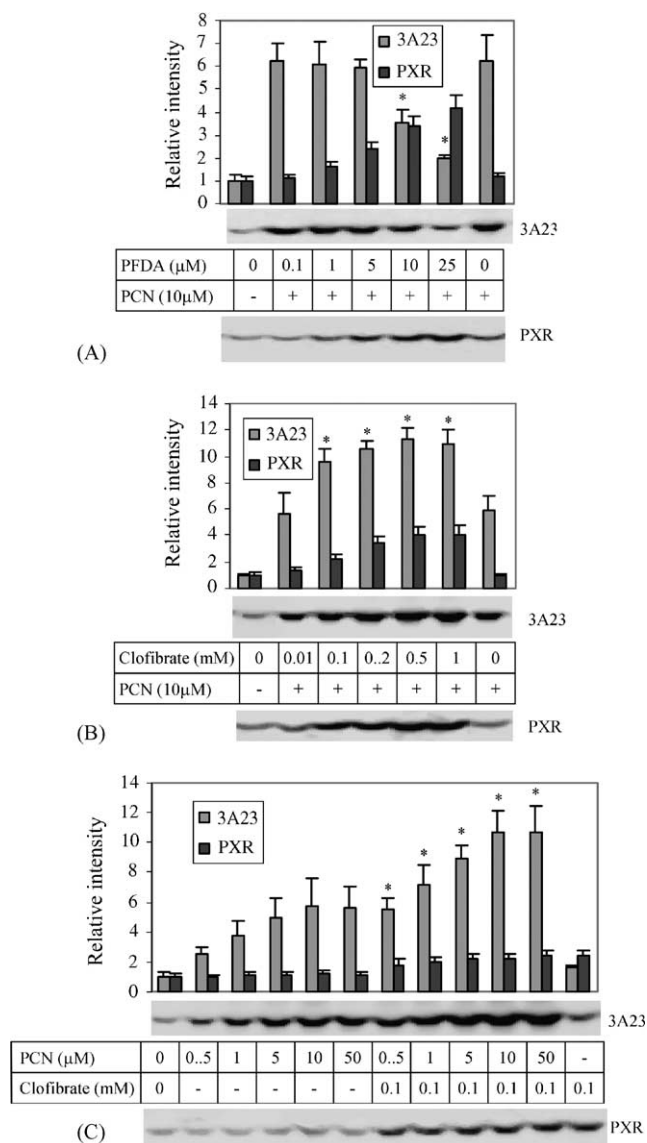 8
7
6
5
4
3
2
1
0
Relative intensity
3A23
PXR
*
*
3A23
PFDA (μM) 0 0.1 1 5 10 25 0
PCN (10μM) - + + + + + +
PXR
(A)
14
12
10
8
6
4
2
0
Relative intensity
3A23
PXR
* * * *
3A23
Clofibrate (mM) 0 0.01 0.1 0..2 0.5 1 0
PCN (10μM) - + + + + + +
PXR
(B)
14
12
10
8
6
4
2
0
Relative intensity
3A23
PXR
* * * * *
3A23
PCN (μM) 0 0..5 1 5 10 50 0..5 1 5 10 50 -
Clofibrate (mM) 0 - - - - - 0.1 0.1 0.1 0.1 0.1 0.1
PXR
(C)